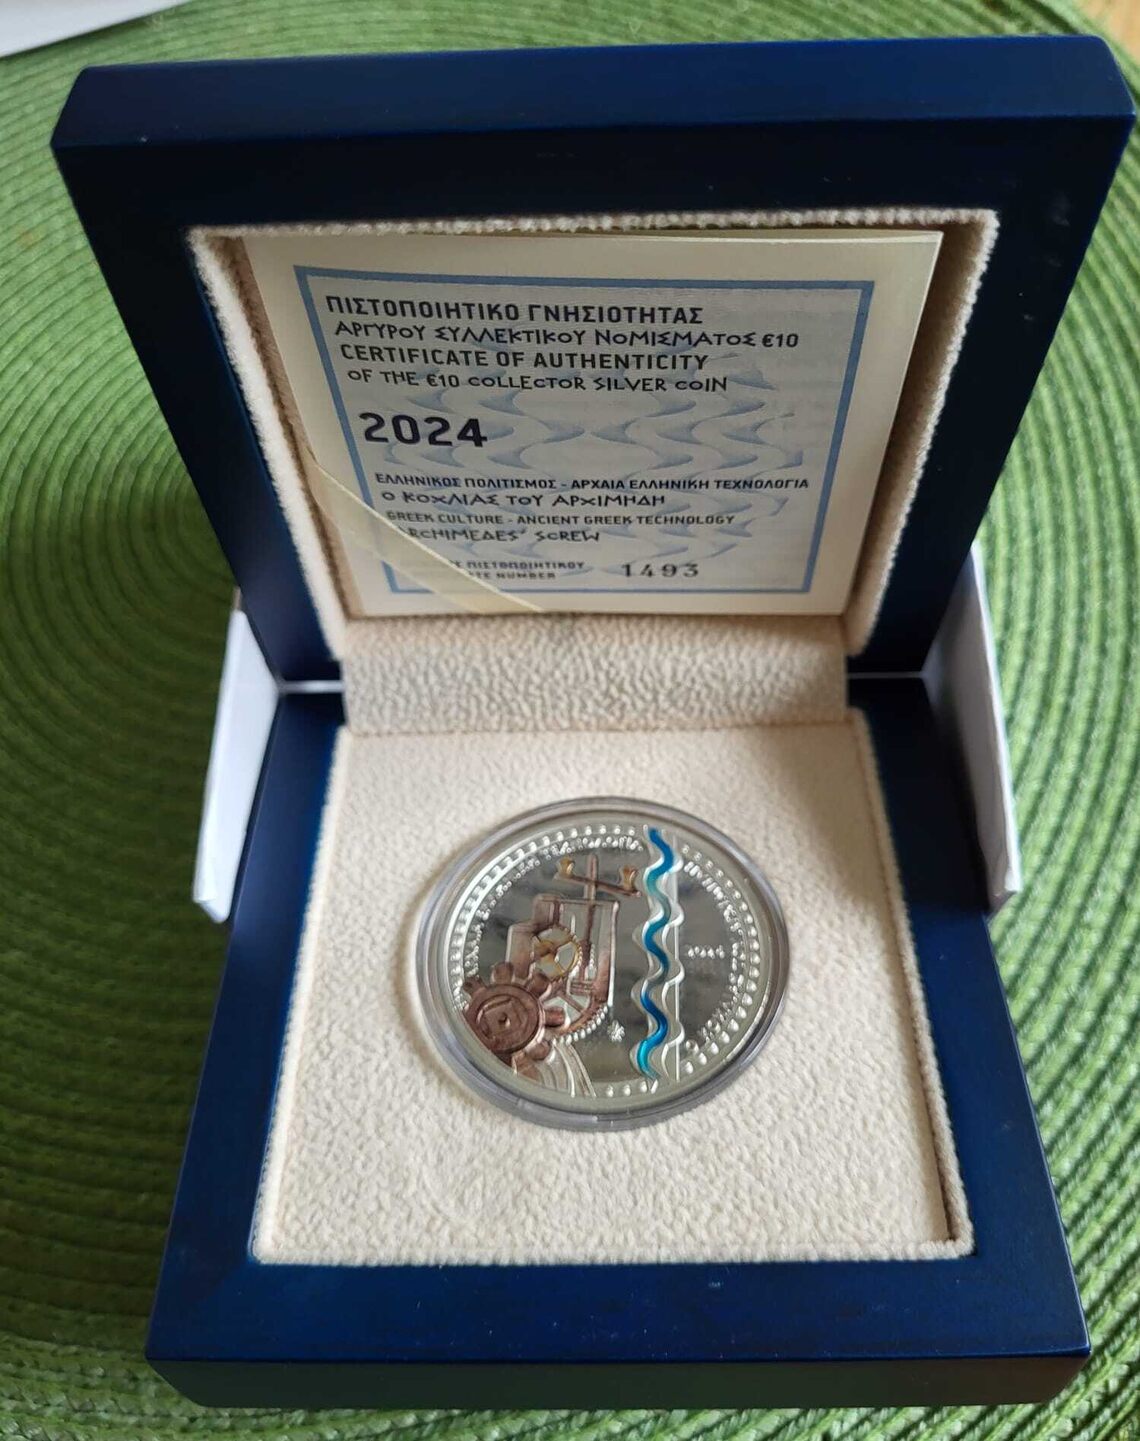 ΠΙΣΤΟΠΟΙΗΤΙΚΟ ΓΝΗΣΙΟΤΗΤΑΣ
ΑΡΓΥΡΟΥ ΣΥΛΛΕΚΤΙΚΟΥ ΝΟΜΙΣΜΑΤΟΣ €10
CERTIFICATE OF AUTHENTICITY
OF THE €10 COLLECTOR SILVER COIN
2024
ΕΛΛΗΝΙΚΟΣ ΠΟΛΙΤΙΣΜΟΣ - ΑΡΧΑΙΑ ΕΛΛΗΝΙΚΗ ΤΕΧΝΟΛΟΓΙΑ
Ο ΚΟΧΛΙΑΣ ΤΟΥ ΑΡΧΙΜΗΔΗ
GREEK CULTURE - ANCIENT GREEK TECHNOLOGY
ARCHIMEDES' SCREW
ΠΙΣΤΟΠΟΙΗΤΙΚΟΥ 1493
NUMBER